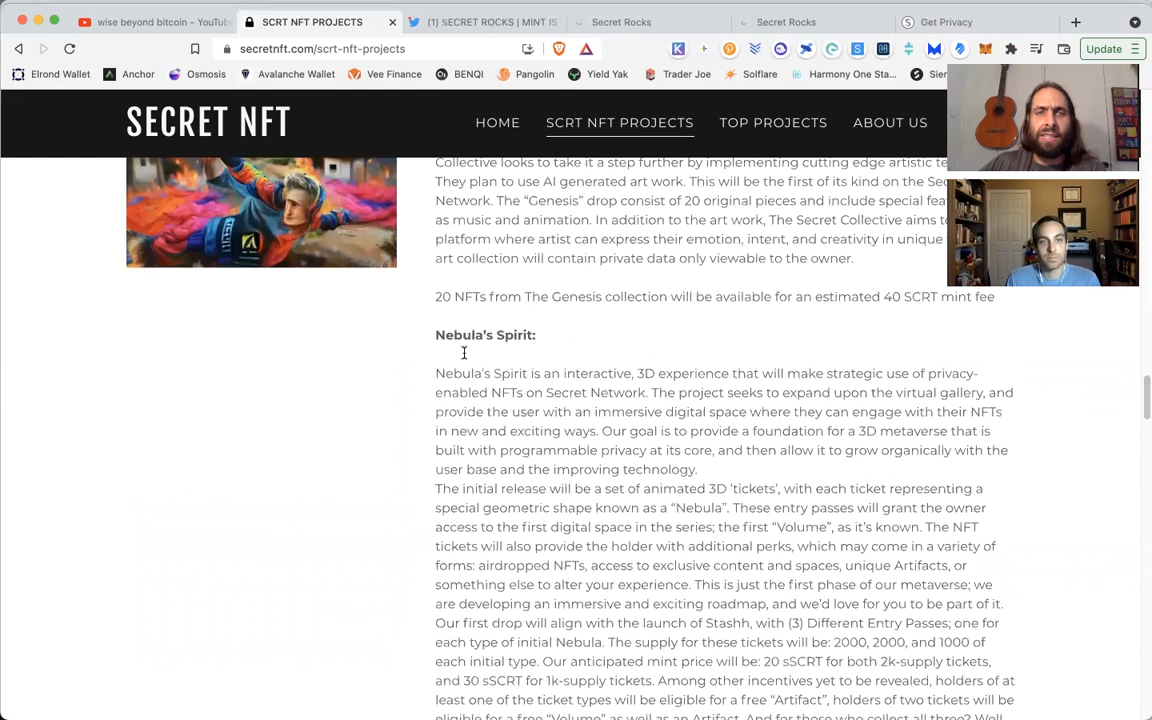 wise beyond bitcoin - YouTub
SCRT NFT PROJECTS
(1) SECRET ROCKS | MINT IS
Secret Rocks
Secret Rocks
Get Privacy
secretnft.com/scrt-nft-projects
Update
Elrond Wallet
Anchor
Osmosis
Avalanche Wallet
Vee Finance
BENQI
Pangolin
Yield Yak
Trader Joe
Solflare
Harmony One Sta...
Sien
SECRET NFT
HOME
SCRT NFT PROJECTS
TOP PROJECTS
ABOUT US
Collective looks to take it a step further by implementing cutting edge artistic te
They plan to use AI generated art work. This will be the first of its kind on the Sec
Network. The “Genesis” drop consist of 20 original pieces and include special feat
as music and animation. In addition to the art work, The Secret Collective aims to
platform where artist can express their emotion, intent, and creativity in unique
art collection will contain private data only viewable to the owner.
20 NFTs from The Genesis collection will be available for an estimated 40 SCRT mint fee
Nebula’s Spirit:
Nebula’s Spirit is an interactive, 3D experience that will make strategic use of privacy-
enabled NFTs on Secret Network. The project seeks to expand upon the virtual gallery, and
provide the user with an immersive digital space where they can engage with their NFTs
in new and exciting ways. Our goal is to provide a foundation for a 3D metaverse that is
built with programmable privacy at its core, and then allow it to grow organically with the
user base and the improving technology.
The initial release will be a set of animated 3D ‘tickets’, with each ticket representing a
special geometric shape known as a “Nebula”. These entry passes will grant the owner
access to the first digital space in the series; the first “Volume”, as it’s known. The NFT
tickets will also provide the holder with additional perks, which may come in a variety of
forms: airdropped NFTs, access to exclusive content and spaces, unique Artifacts, or
something else to alter your experience. This is just the first phase of our metaverse; we
are developing an immersive and exciting roadmap, and we’d love for you to be part of it.
Our first drop will align with the launch of Stashh, with (3) Different Entry Passes; one for
each type of initial Nebula. The supply for these tickets will be: 2000, 2000, and 1000 of
each initial type. Our anticipated mint price will be: 20 sSCRT for both 2k-supply tickets,
and 30 sSCRT for 1k-supply tickets. Among other incentives yet to be revealed, holders of at
least one of the ticket types will be eligible for a free “Artifact”, holders of two tickets will be
eligible for a free “Volume” as well as an Artifact. And for those who collect all three? Well